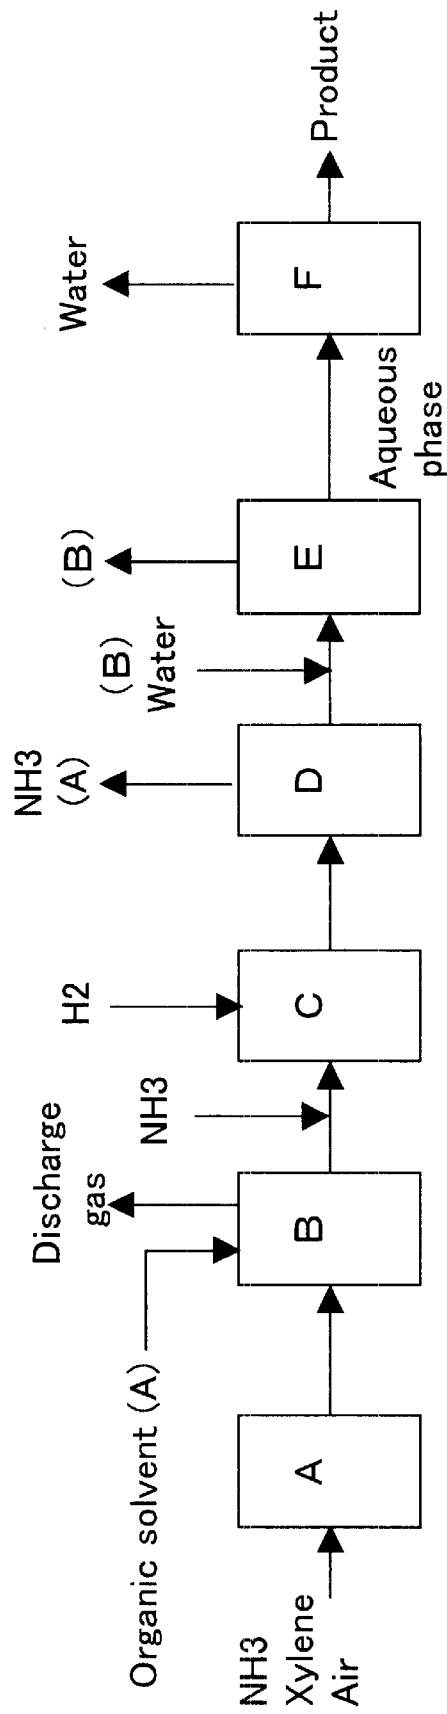 NH3
Xylene
Air
A
Organic solvent (A)
Discharge
gas
B
NH3
H2
C
NH3
(A)
D
(B)
Water
(B)
E
Aqueous
phase
Water
F
Product